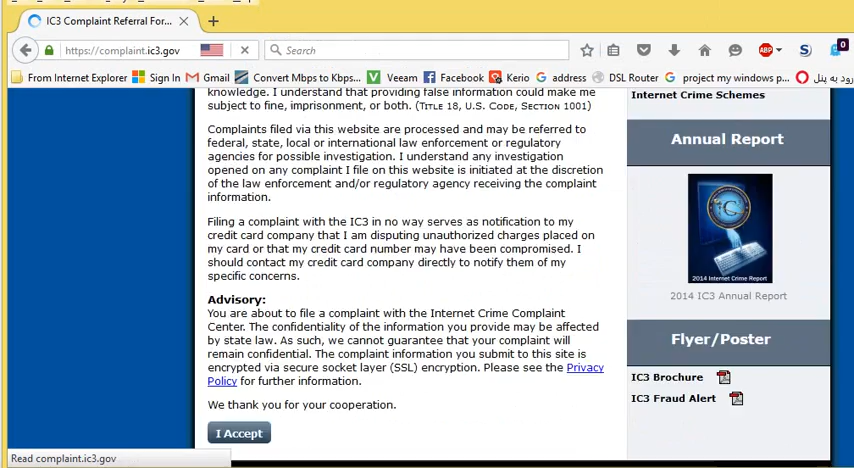 IC3 Complaint Referral For...
https://complaint.ic3.gov
Search
ABP
S
0
From Internet Explorer
Sign In
Gmail
Convert Mbps to Kbps...
Veeam
Facebook
Kerio
address
DSL Router
project my windows p...
ورود به پنل
knowledge. I understand that providing false information could make me
subject to fine, imprisonment, or both. (Title 18, U.S. Code, Section 1001)
Complaints filed via this website are processed and may be referred to
federal, state, local or international law enforcement or regulatory
agencies for possible investigation. I understand any investigation
opened on any complaint I file on this website is initiated at the discretion
of the law enforcement and/or regulatory agency receiving the complaint
information.
Filing a complaint with the IC3 in no way serves as notification to my
credit card company that I am disputing unauthorized charges placed on
my card or that my credit card number may have been compromised. I
should contact my credit card company directly to notify them of my
specific concerns.
Advisory:
You are about to file a complaint with the Internet Crime Complaint
Center. The confidentiality of the information you provide may be affected
by state law. As such, we cannot guarantee that your complaint will
remain confidential. The complaint information you submit to this site is
encrypted via secure socket layer (SSL) encryption. Please see the Privacy
Policy for further information.
We thank you for your cooperation.
I Accept
Internet Crime Schemes
Annual Report
2014 Internet Crime Report
2014 IC3 Annual Report
Flyer/Poster
IC3 Brochure
IC3 Fraud Alert
Read complaint.ic3.gov